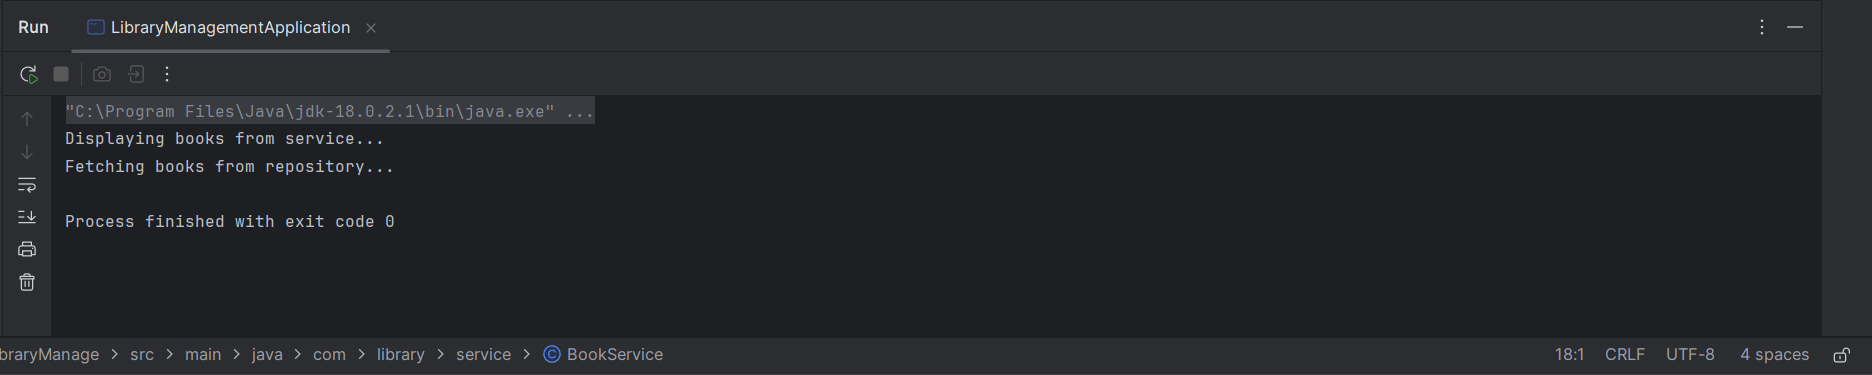 Run LibraryManagementApplication
"C:\Program Files\Java\jdk-18.0.2.1\bin\java.exe" ...
Displaying books from service...
Fetching books from repository...
Process finished with exit code 0
braryManage > src > main > java > com > library > service > BookService 18:1 CRLF UTF-8 4 spaces